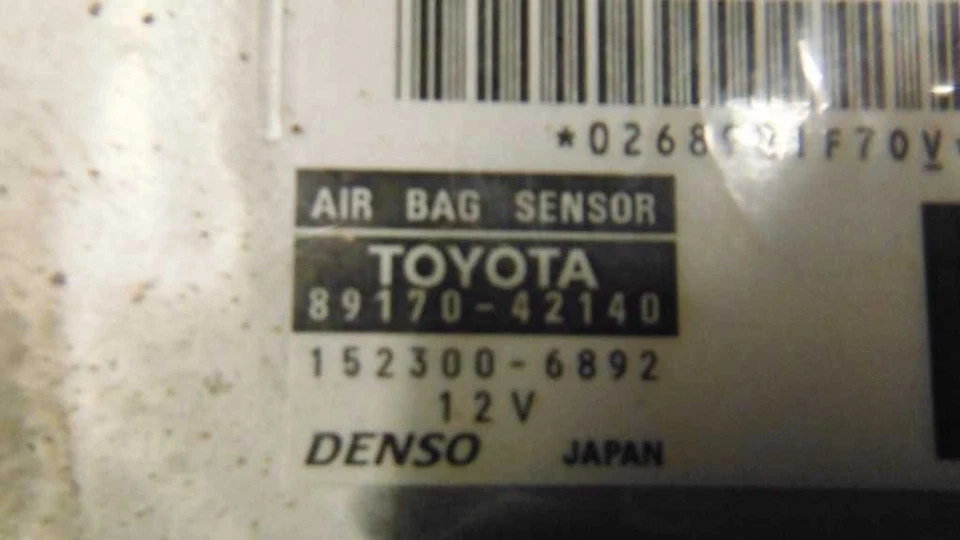 AIR BAG SENSOR
TOYOTA
89170-42140
152300-6892
12V
DENSO JAPAN